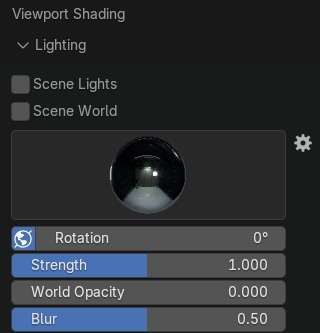 Viewport Shading
Lighting
Scene Lights
Scene World
Rotation 0°
Strength 1.000
World Opacity 0.000
Blur 0.50